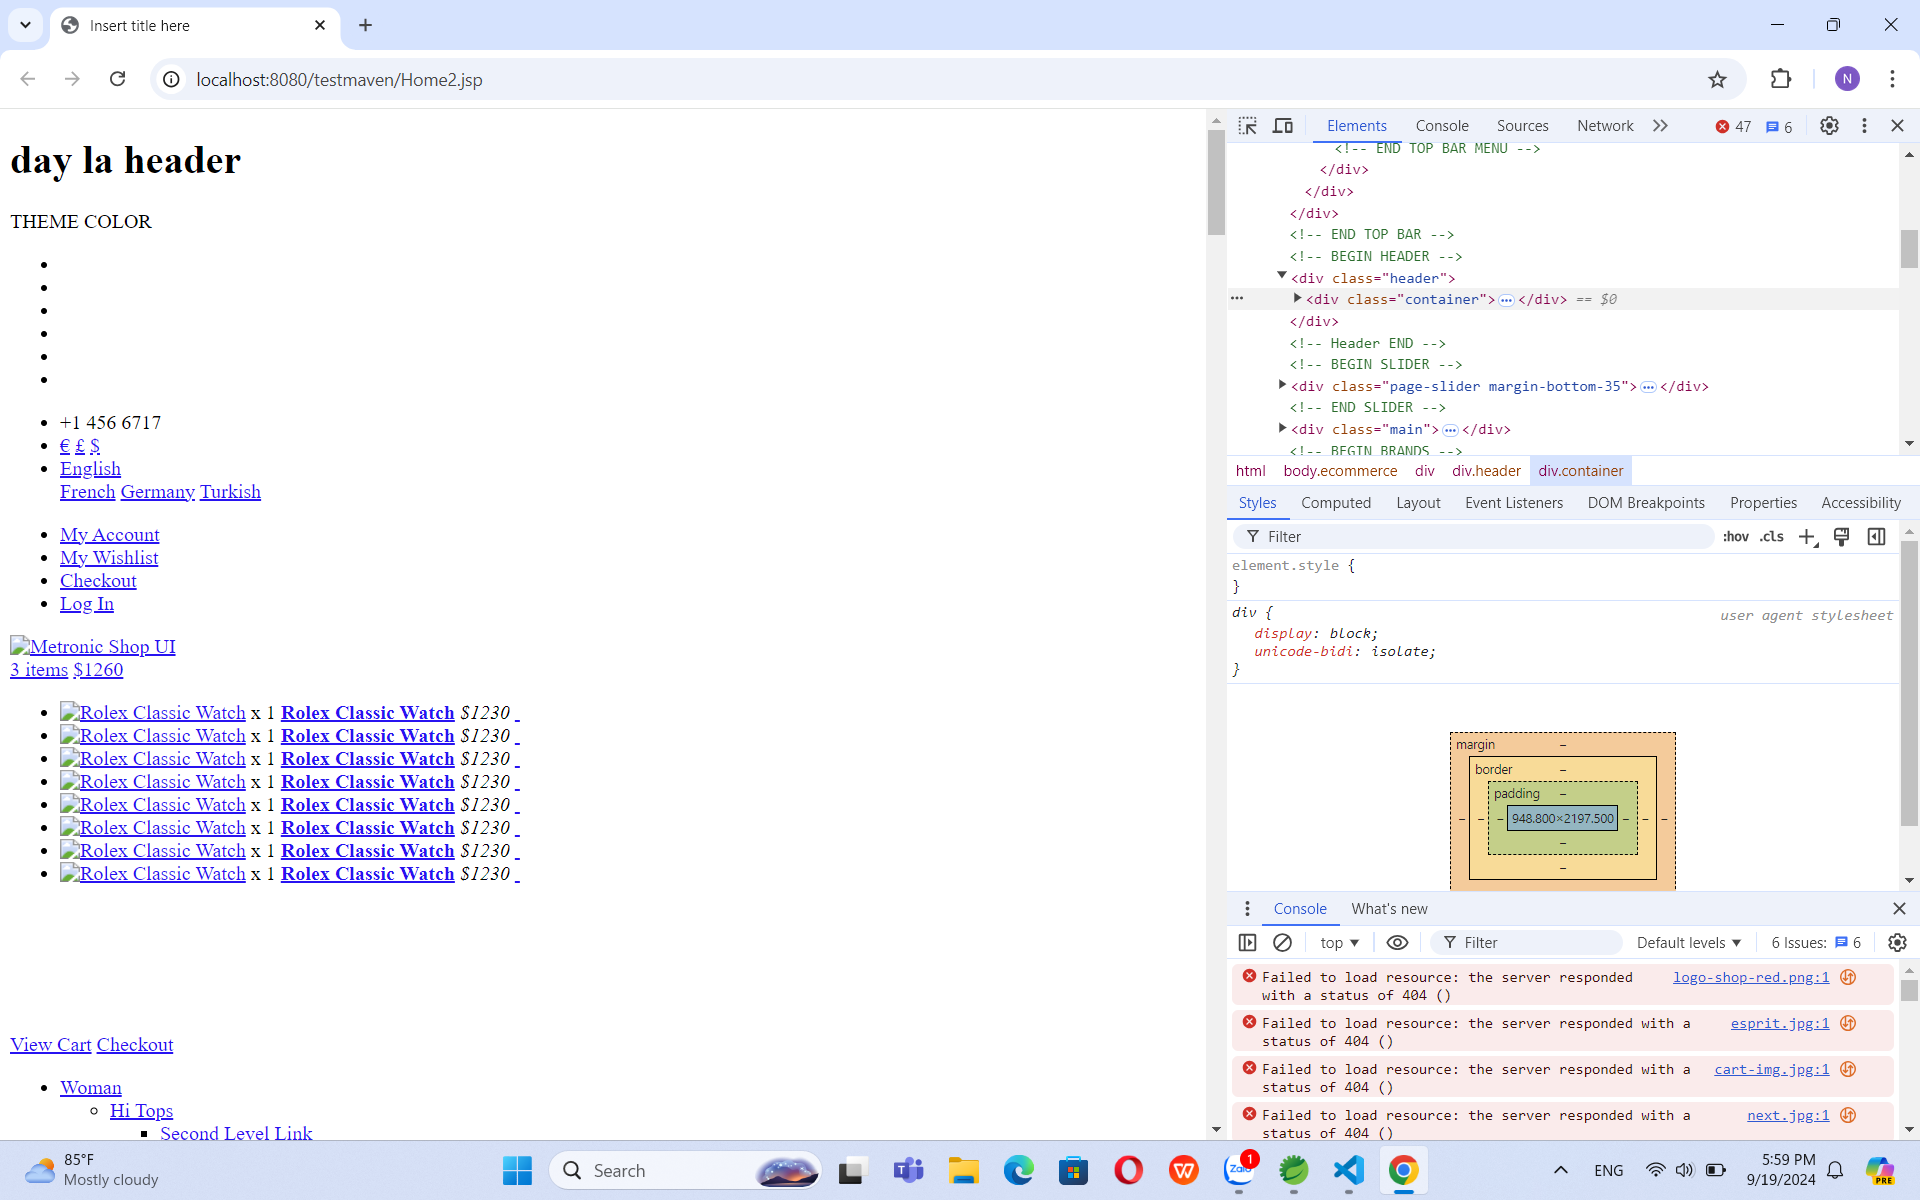 Insert title here
localhost:8080/testmaven/Home2.jsp
N
day la header
THEME COLOR
+1 456 6717
€ £ $
English
French Germany Turkish
My Account
My Wishlist
Checkout
Log In
Metronic Shop UI
3 items $1260
Rolex Classic Watch x 1 Rolex Classic Watch $1230
Rolex Classic Watch x 1 Rolex Classic Watch $1230
Rolex Classic Watch x 1 Rolex Classic Watch $1230
Rolex Classic Watch x 1 Rolex Classic Watch $1230
Rolex Classic Watch x 1 Rolex Classic Watch $1230
Rolex Classic Watch x 1 Rolex Classic Watch $1230
Rolex Classic Watch x 1 Rolex Classic Watch $1230
Rolex Classic Watch x 1 Rolex Classic Watch $1230
View Cart Checkout
Woman
Hi Tops
Second Level Link
Elements Console Sources Network 47 6
<!-- END TOP BAR MENU -->
</div>
</div>
</div>
<!-- END TOP BAR -->
<!-- BEGIN HEADER -->
<div class="header">
<div class="container"> … </div> == $0
</div>
<!-- Header END -->
<!-- BEGIN SLIDER -->
<div class="page-slider margin-bottom-35"> … </div>
<!-- END SLIDER -->
<div class="main"> … </div>
<!-- BEGIN BRANDS -->
html body.ecommerce div div.header div.container
Styles Computed Layout Event Listeners DOM Breakpoints Properties Accessibility
Filter :hov .cls
element.style {
}
div { user agent stylesheet
display: block;
unicode-bidi: isolate;
}
margin –
border –
padding –
– – – 948.800×2197.500 – – –
–
–
Console What's new
top Filter Default levels 6 Issues: 6
Failed to load resource: the server responded logo-shop-red.png:1
with a status of 404 ()
Failed to load resource: the server responded with a esprit.jpg:1
status of 404 ()
Failed to load resource: the server responded with a cart-img.jpg:1
status of 404 ()
Failed to load resource: the server responded with a next.jpg:1
status of 404 ()
85°F
Mostly cloudy
Search
Zalo
1
ENG
5:59 PM
9/19/2024
PRE